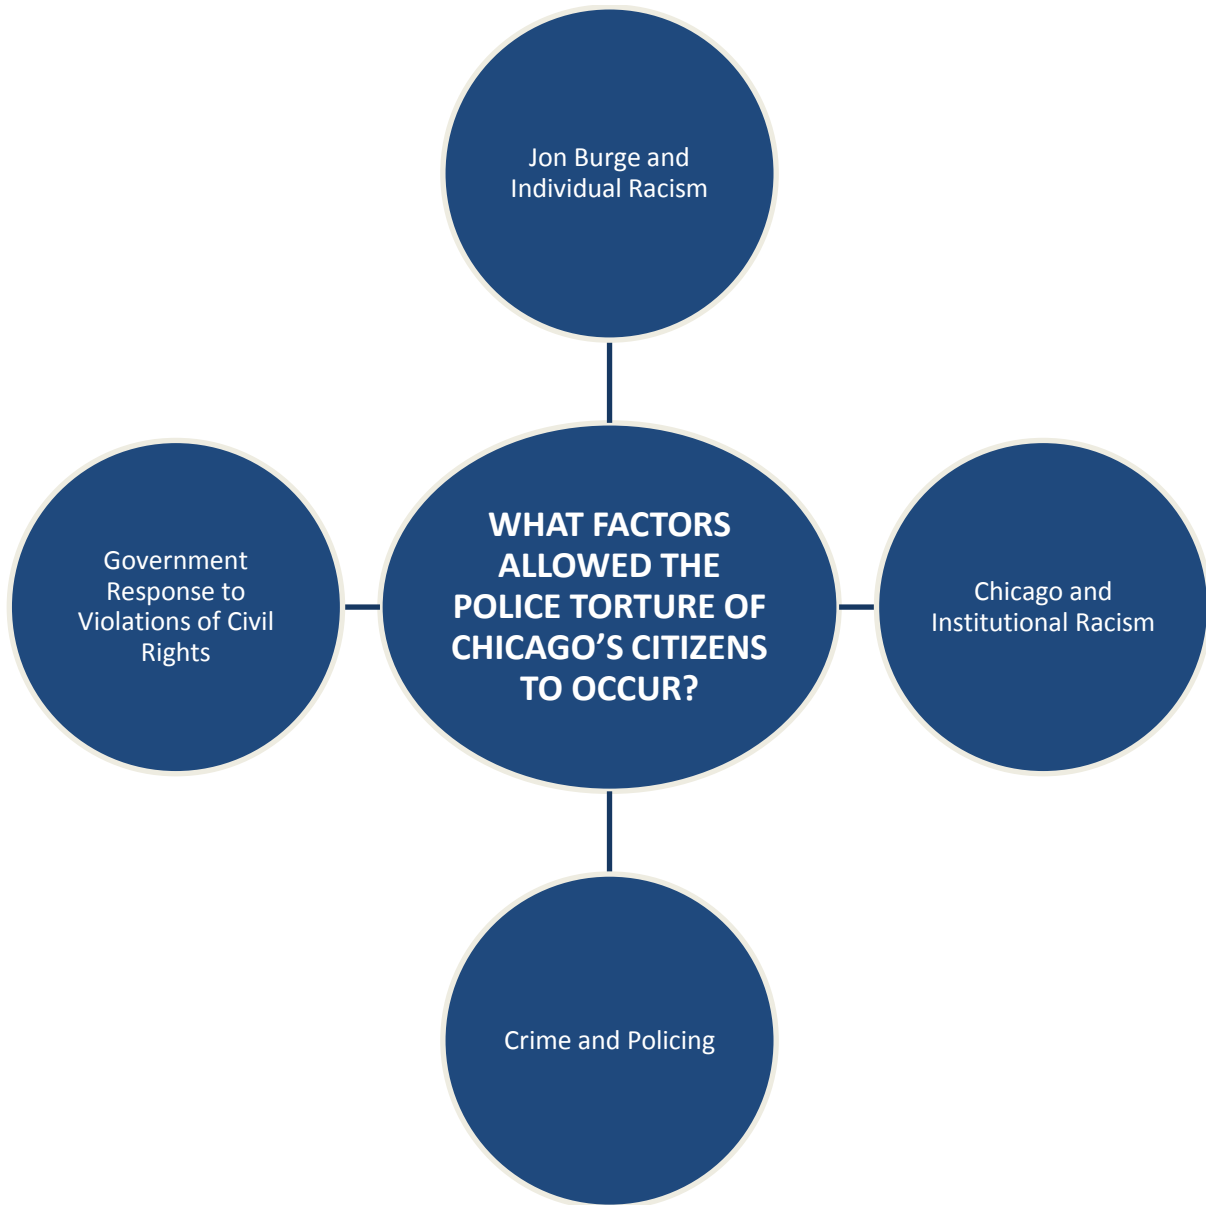 Jon Burge and
Individual Racism
Government
Response to
Violations of Civil
Rights
WHAT FACTORS
ALLOWED THE
POLICE TORTURE OF
CHICAGO’S CITIZENS
TO OCCUR?
Chicago and
Institutional Racism
Crime and Policing